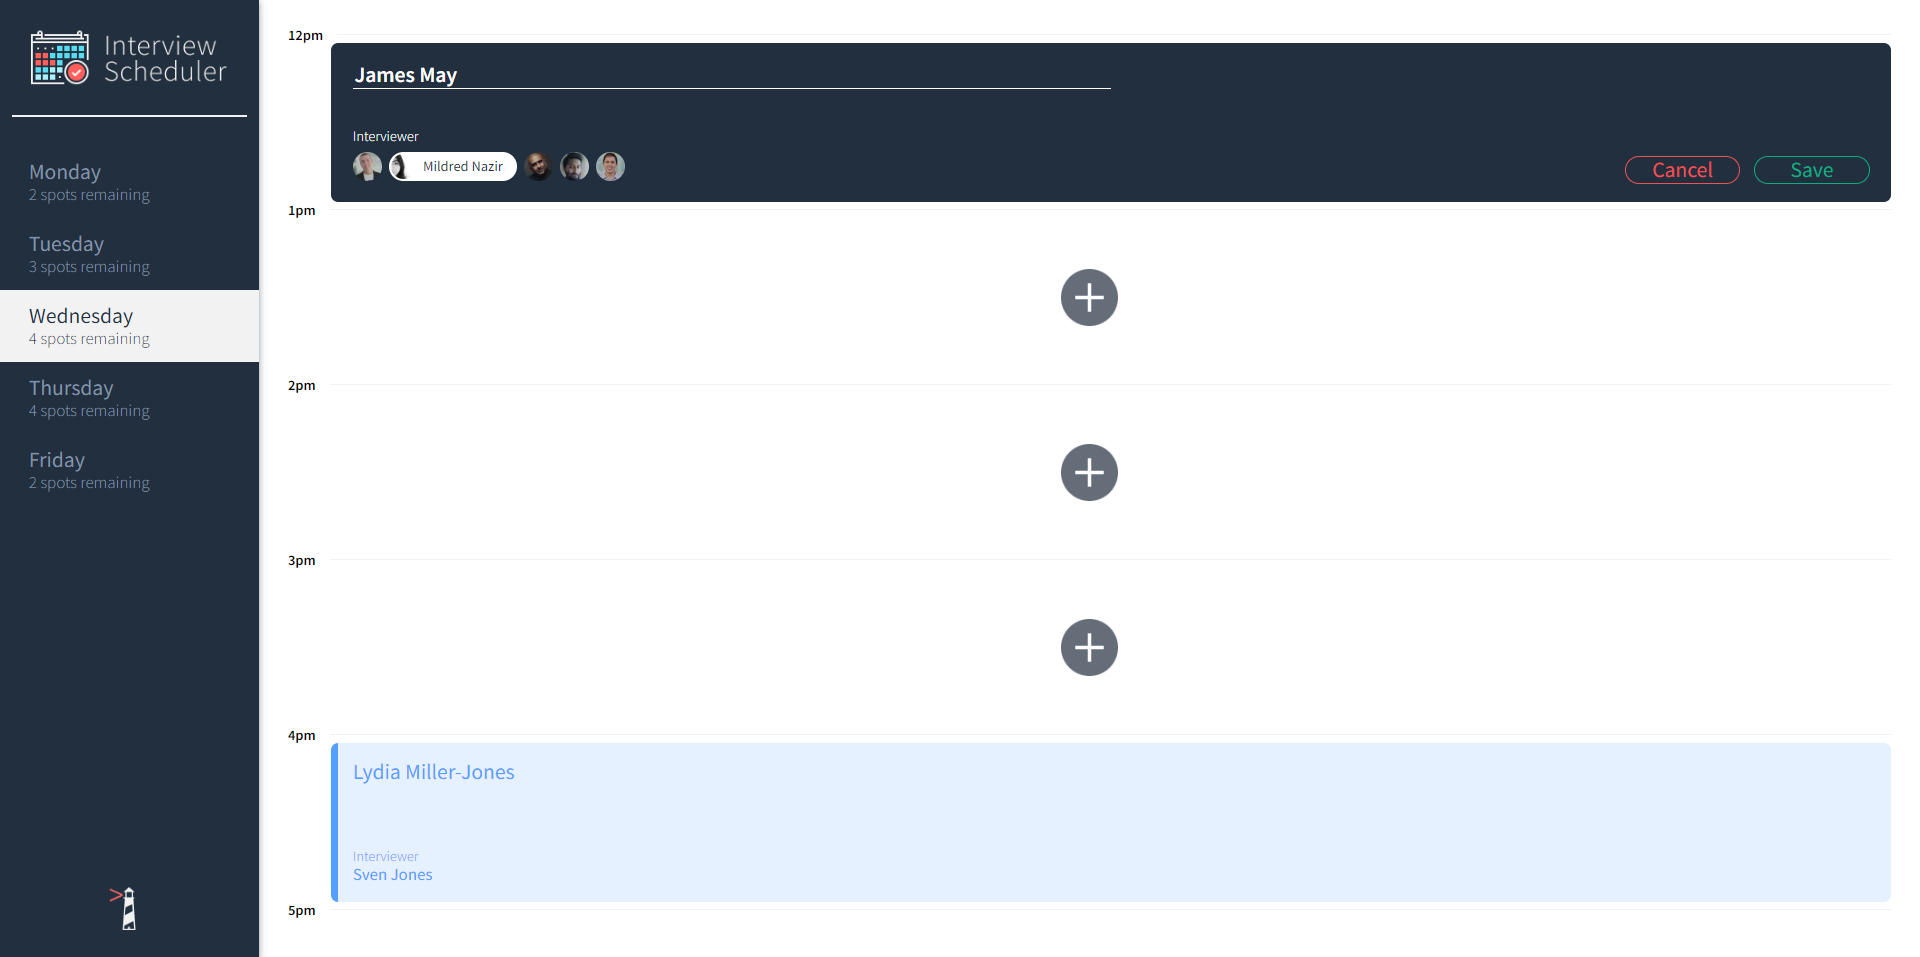 Interview
Scheduler
Monday
2 spots remaining
Tuesday
3 spots remaining
Wednesday
4 spots remaining
Thursday
4 spots remaining
Friday
2 spots remaining
12pm
James May
Interviewer
Mildred Nazir
Cancel
Save
1pm
2pm
3pm
4pm
Lydia Miller-Jones
Interviewer
Sven Jones
5pm